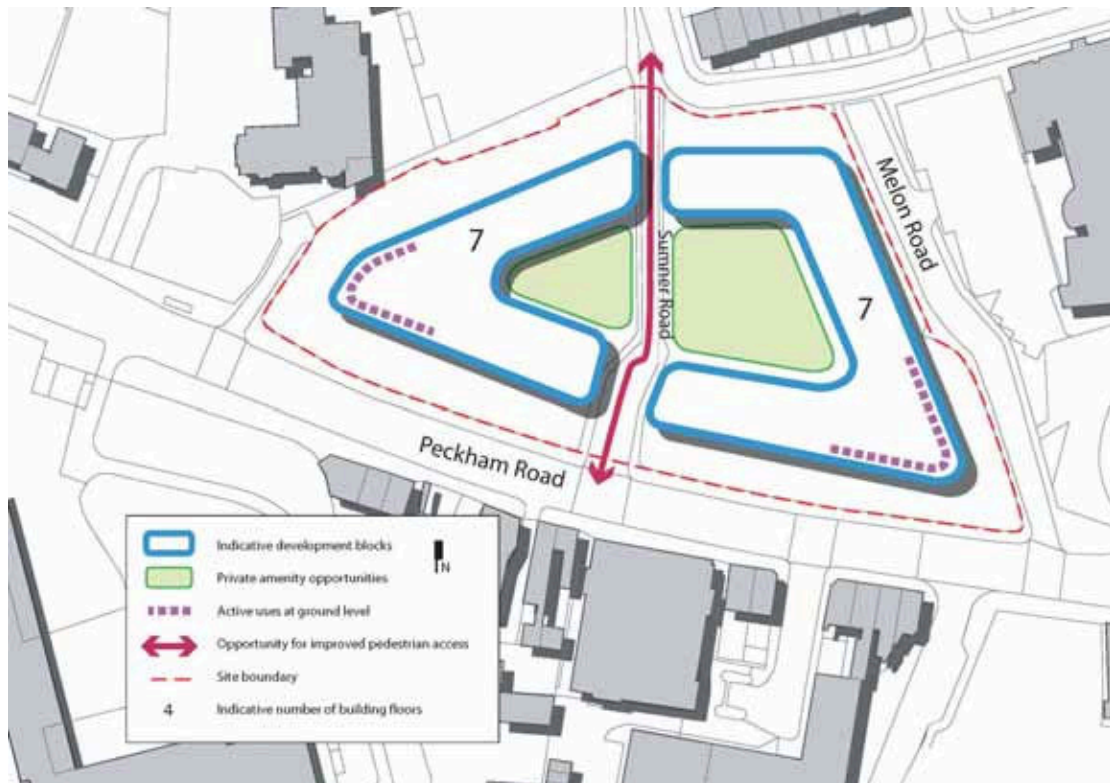 Melon Road
7
Sumner Road
7
Peckham Road
Indicative development blocks
N
Private amenity opportunities
Active uses at ground level
Opportunity for improved pedestrian access
Site boundary
4 Indicative number of building floors